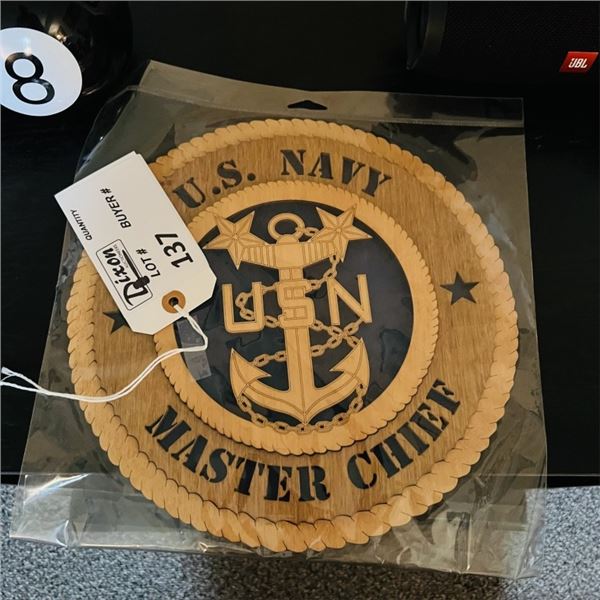 8
JBL
U.S. NAVY
USN
MASTER CHIEF
QUANTITY
BUYER#
LOT#
137
Dixon